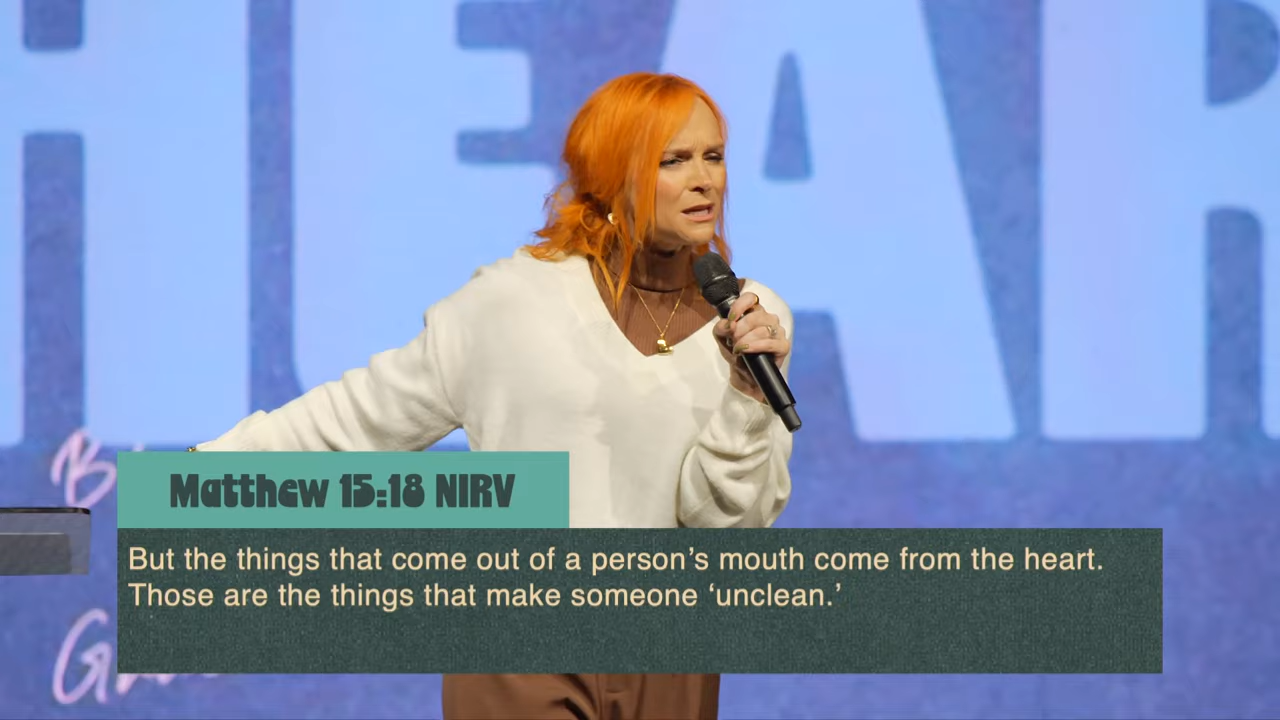 HEAR
Matthew 15:18 NIRV
But the things that come out of a person’s mouth come from the heart.
Those are the things that make someone ‘unclean.’